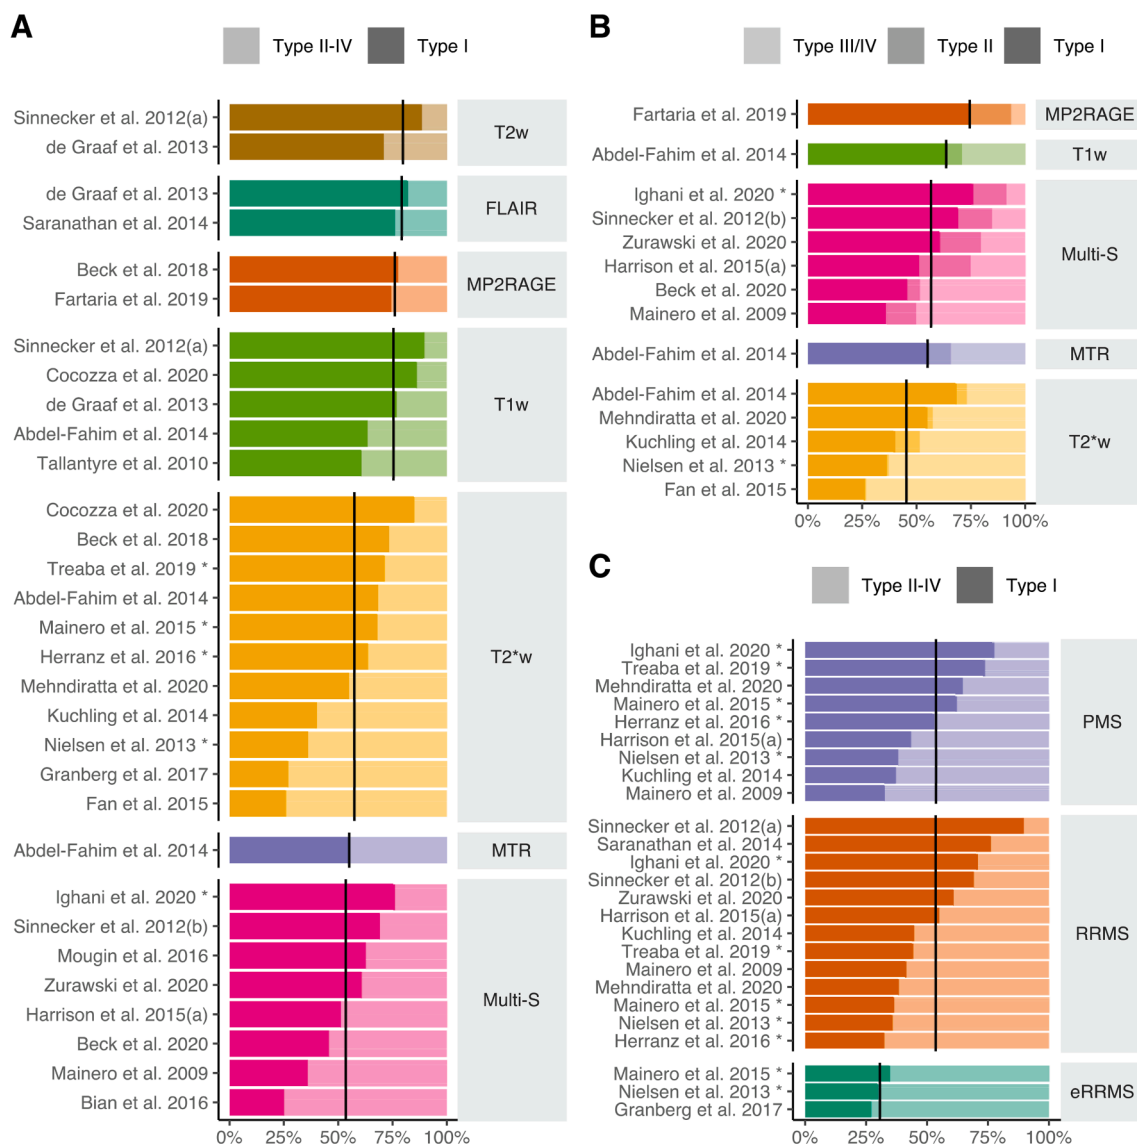 A
Type II-IV
Type I
Sinnecker et al. 2012(a)
de Graaf et al. 2013
T2w
de Graaf et al. 2013
Saranathan et al. 2014
FLAIR
Beck et al. 2018
Fartaria et al. 2019
MP2RAGE
Sinnecker et al. 2012(a)
Cocozza et al. 2020
de Graaf et al. 2013
Abdel-Fahim et al. 2014
Tallantyre et al. 2010
T1w
Cocozza et al. 2020
Beck et al. 2018
Treaba et al. 2019 *
Abdel-Fahim et al. 2014
Mainero et al. 2015 *
Herranz et al. 2016 *
Mehndiratta et al. 2020
Kuchling et al. 2014
Nielsen et al. 2013 *
Granberg et al. 2017
Fan et al. 2015
T2*w
Abdel-Fahim et al. 2014
MTR
Ighani et al. 2020 *
Sinnecker et al. 2012(b)
Mougin et al. 2016
Zurawski et al. 2020
Harrison et al. 2015(a)
Beck et al. 2020
Mainero et al. 2009
Bian et al. 2016
Multi-S
0% 25% 50% 75% 100%
B
Type III/IV
Type II
Type I
Fartaria et al. 2019
MP2RAGE
Abdel-Fahim et al. 2014
T1w
Ighani et al. 2020 *
Sinnecker et al. 2012(b)
Zurawski et al. 2020
Harrison et al. 2015(a)
Beck et al. 2020
Mainero et al. 2009
Multi-S
Abdel-Fahim et al. 2014
MTR
Abdel-Fahim et al. 2014
Mehndiratta et al. 2020
Kuchling et al. 2014
Nielsen et al. 2013 *
Fan et al. 2015
T2*w
0% 25% 50% 75% 100%
C
Type II-IV
Type I
Ighani et al. 2020 *
Treaba et al. 2019 *
Mehndiratta et al. 2020
Mainero et al. 2015 *
Herranz et al. 2016 *
Harrison et al. 2015(a)
Nielsen et al. 2013 *
Kuchling et al. 2014
Mainero et al. 2009
PMS
Sinnecker et al. 2012(a)
Saranathan et al. 2014
Ighani et al. 2020 *
Sinnecker et al. 2012(b)
Zurawski et al. 2020
Harrison et al. 2015(a)
Kuchling et al. 2014
Treaba et al. 2019 *
Mainero et al. 2009
Mehndiratta et al. 2020
Mainero et al. 2015 *
Nielsen et al. 2013 *
Herranz et al. 2016 *
RRMS
Mainero et al. 2015 *
Nielsen et al. 2013 *
Granberg et al. 2017
eRRMS
0% 25% 50% 75% 100%